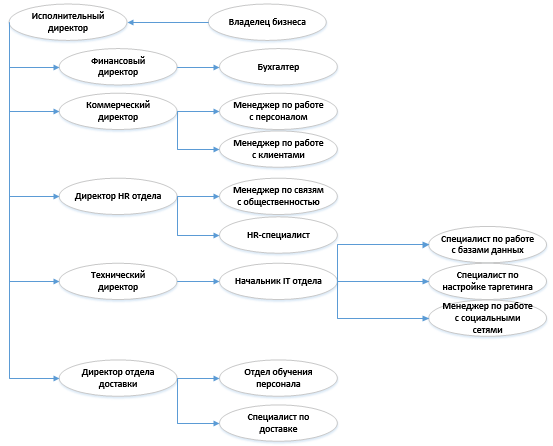 Исполнительный
директор
Владелец бизнеса
Финансовый
директор
Бухгалтер
Коммерческий
директор
Менеджер по работе
с персоналом
Менеджер по работе
с клиентами
Директор HR отдела
Менеджер по связям
с общественностью
HR-специалист
Специалист по работе
с базами данных
Технический
директор
Начальник IT отдела
Специалист по
настройке таргетинга
Менеджер по работе
с социальными
сетями
Директор отдела
доставки
Отдел обучения
персонала
Специалист по
доставке